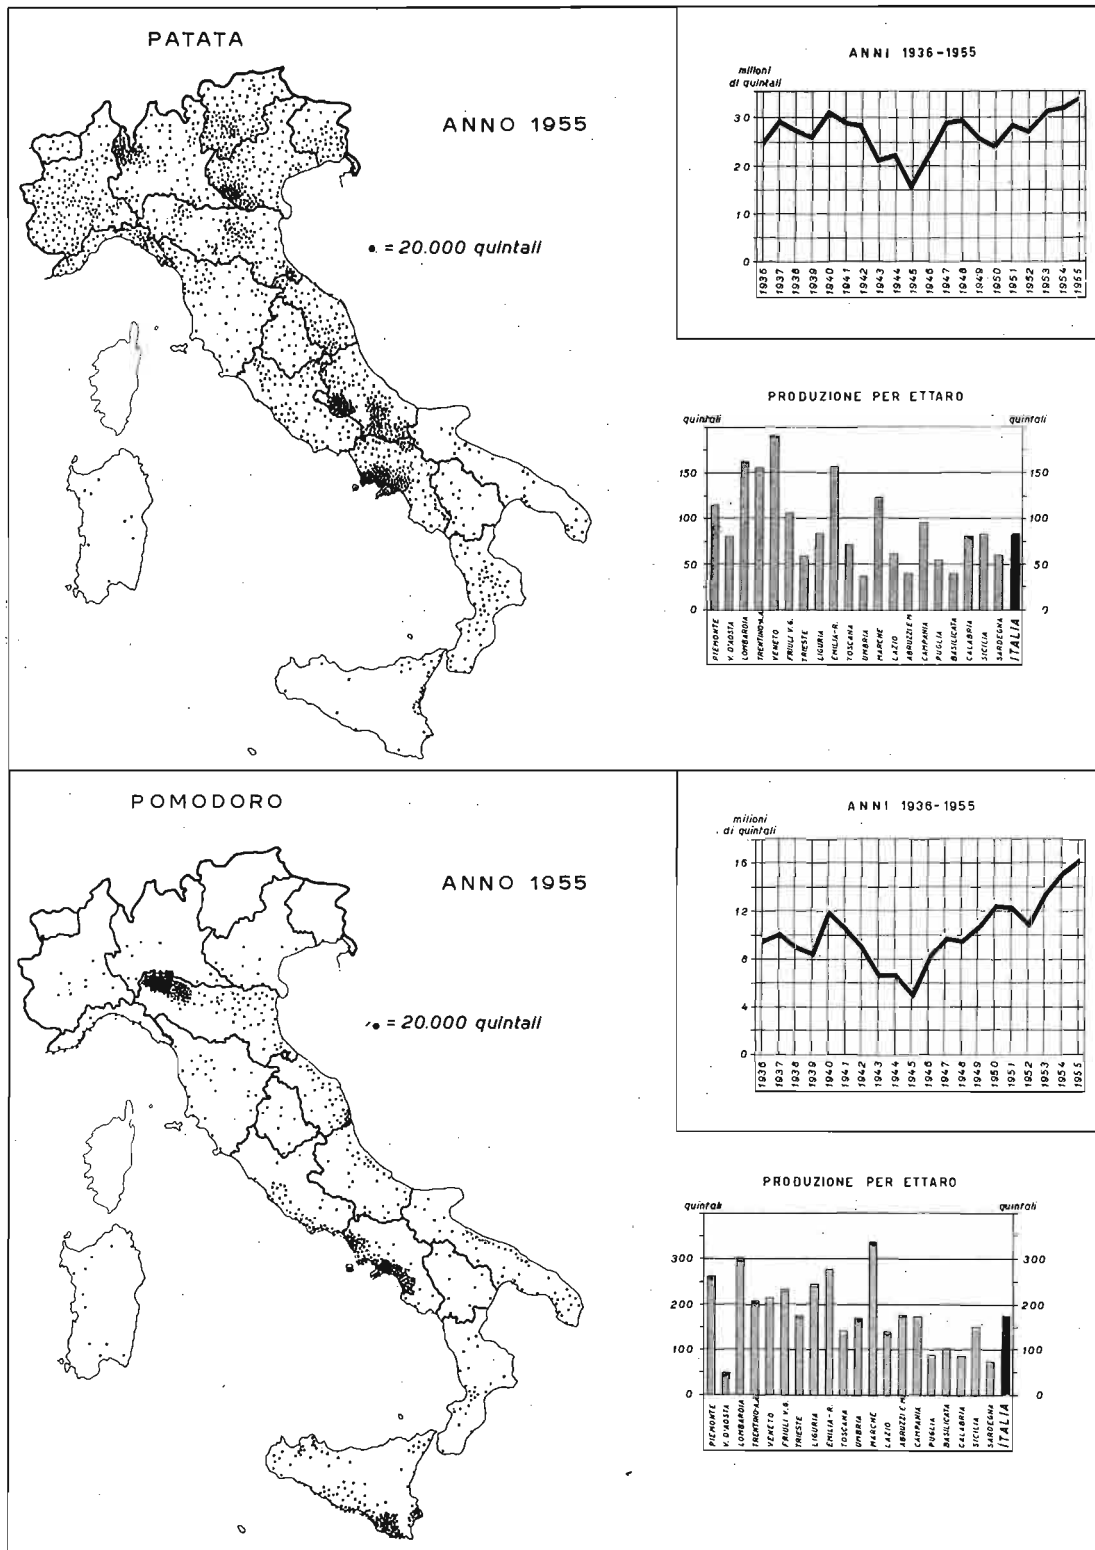 PATATA
ANNO 1955
• = 20.000 quintali
ANNI 1936-1955
milioni
di quintali
30
20
10
0
1936
1937
1938
1939
1940
1941
1942
1943
1944
1945
1946
1947
1948
1949
1950
1951
1952
1953
1954
1955
PRODUZIONE PER ETTARO
quintali
quintali
150
150
100
100
50
50
0
0
PIEMONTE
V. D'AOSTA
LOMBARDIA
TRENTINO-A.A.
VENETO
FRIULI V.G.
TRIESTE
LIGURIA
EMILIA-R.
TOSCANA
UMBRIA
MARCHE
LAZIO
ABRUZZI E M.
CAMPANIA
PUGLIA
BASILICATA
CALABRIA
SICILIA
SARDEGNA
ITALIA
POMODORO
ANNO 1955
• = 20.000 quintali
ANNI 1936-1955
milioni
di quintali
16
12
8
4
0
1936
1937
1938
1939
1940
1941
1942
1943
1944
1945
1946
1947
1948
1949
1950
1951
1952
1953
1954
1955
PRODUZIONE PER ETTARO
quintali
quintali
300
300
200
200
100
100
0
0
PIEMONTE
V. D'AOSTA
LOMBARDIA
TRENTINO-A.A.
VENETO
FRIULI V.G.
TRIESTE
LIGURIA
EMILIA-R.
TOSCANA
UMBRIA
MARCHE
LAZIO
ABRUZZI E M.
CAMPANIA
PUGLIA
BASILICATA
CALABRIA
SICILIA
SARDEGNA
ITALIA